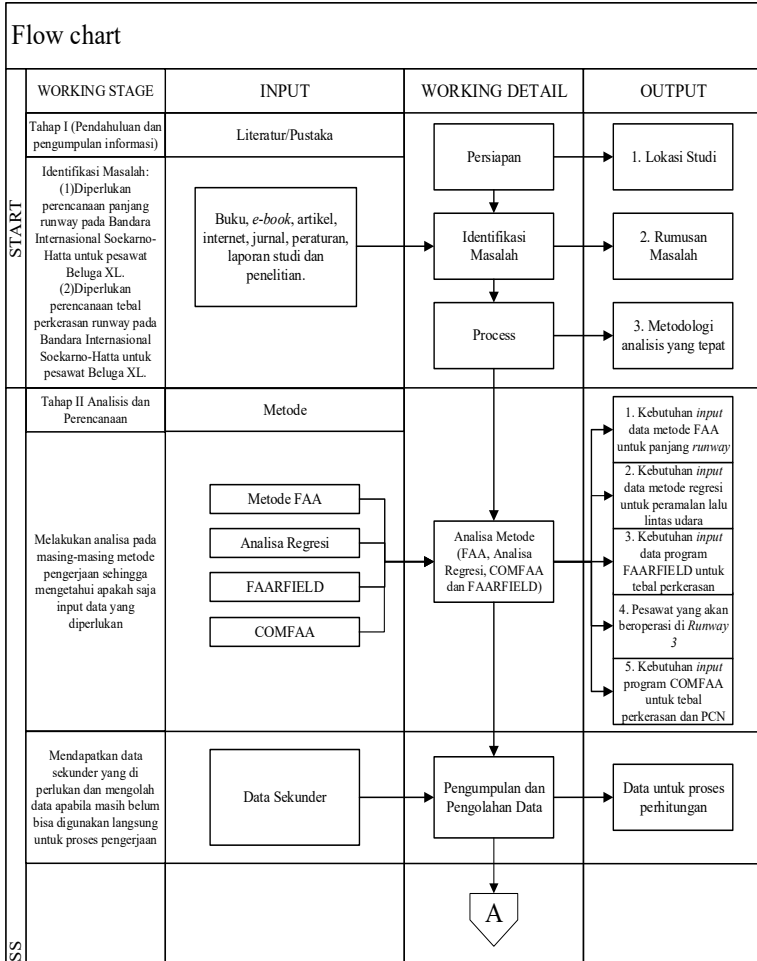 Flow chart
WORKING STAGE
INPUT
WORKING DETAIL
OUTPUT
START
Tahap I (Pendahuluan dan
pengumpulan informasi)
Literatur/Pustaka
Identifikasi Masalah:
(1)Diperlukan
perencanaan panjang
runway pada Bandara
Internasional Soekarno-
Hatta untuk pesawat
Beluga XL.
(2)Diperlukan
perencanaan tebal
perkerasan runway pada
Bandara Internasional
Soekarno-Hatta untuk
pesawat Beluga XL.
Buku, e-book, artikel,
internet, jurnal, peraturan,
laporan studi dan
penelitian.
Persiapan
1. Lokasi Studi
Identifikasi
Masalah
2. Rumusan
Masalah
Process
3. Metodologi
analisis yang tepat
Tahap II Analisis dan
Perencanaan
Metode
Melakukan analisa pada
masing-masing metode
pengerjaan sehingga
mengetahui apakah saja
input data yang
diperlukan
Metode FAA
Analisa Regresi
FAARFIELD
COMFAA
Analisa Metode
(FAA, Analisa
Regresi, COMFAA
dan FAARFIELD)
1. Kebutuhan input
data metode FAA
untuk panjang runway
2. Kebutuhan input
data metode regresi
untuk peramalan lalu
lintas udara
3. Kebutuhan input
data program
FAARFIELD untuk
tebal perkerasan
4. Pesawat yang akan
beroperasi di Runway
3
5. Kebutuhan input
program COMFAA
untuk tebal
perkerasan dan PCN
Mendapatkan data
sekunder yang di
perlukan dan mengolah
data apabila masih belum
bisa digunakan langsung
untuk proses pengerjaan
Data Sekunder
Pengumpulan dan
Pengolahan Data
Data untuk proses
perhitungan
A
SS